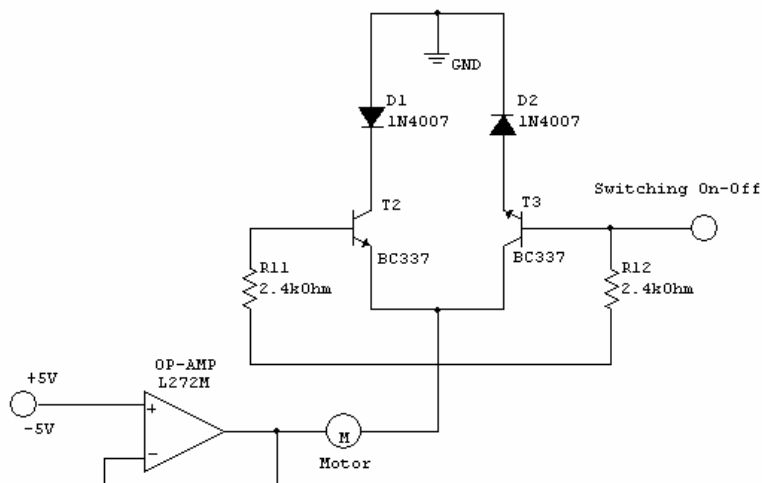 GND
D1
1N4007
D2
1N4007
Switching On-Off
T2
T3
BC337
BC337
R11
2.4kOhm
R12
2.4kOhm
OP-AMP
L272M
+5V
-5V
+
−
M
Motor